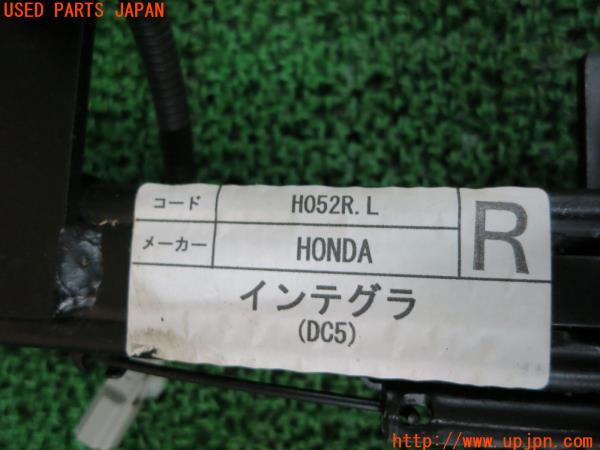 USED PARTS JAPAN
コード H052R.L
メーカー HONDA
R
インテグラ
(DC5)
http://www.upjpn.com